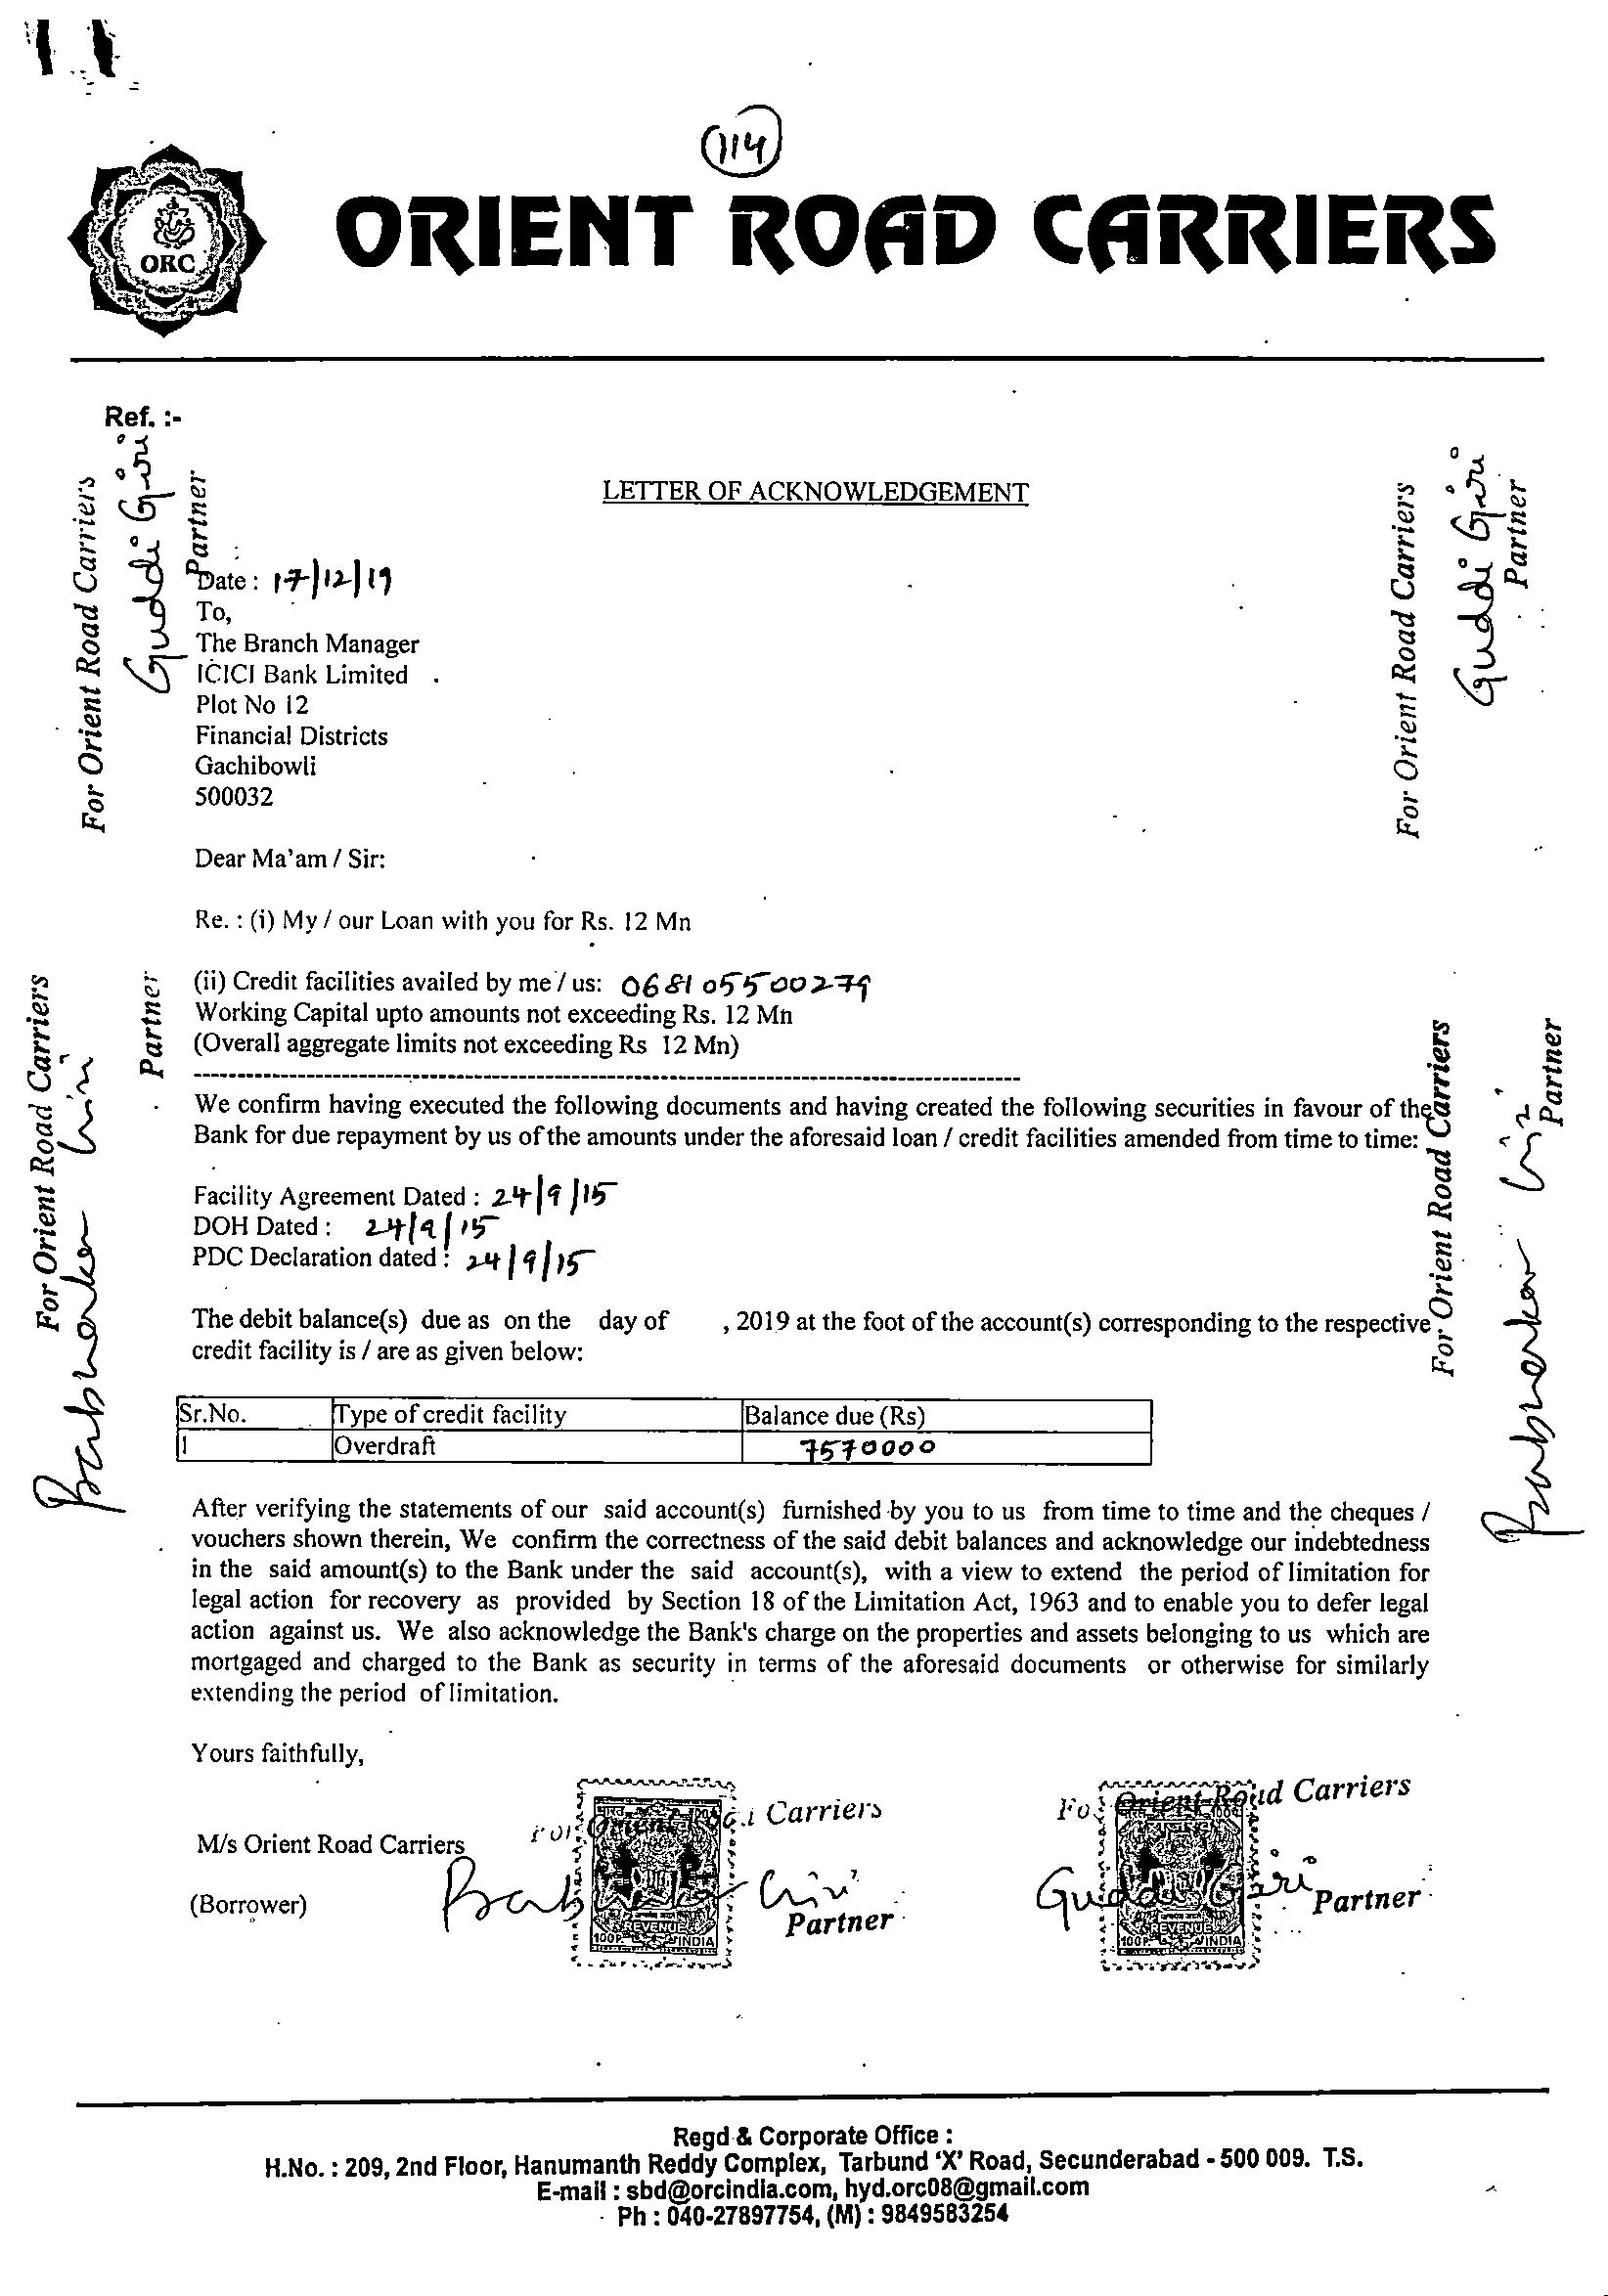 114
ORC
ORIENT ROAD CARRIERS
Ref. :-
For Orient Road Carriers
Guddi Giri
Partner
For Orient Road Carriers
Guddi Giri
Partner
LETTER OF ACKNOWLEDGEMENT
Date : 17/12/19
To,
The Branch Manager
ICICI Bank Limited
Plot No 12
Financial Districts
Gachibowli
500032
Dear Ma'am / Sir:
Re. : (i) My / our Loan with you for Rs. 12 Mn
(ii) Credit facilities availed by me / us: 068105500279
Working Capital upto amounts not exceeding Rs. 12 Mn
(Overall aggregate limits not exceeding Rs 12 Mn)
For Orient Road Carriers
Giri
Partner
For Orient Road Carriers
Giri
Partner
We confirm having executed the following documents and having created the following securities in favour of the
Bank for due repayment by us of the amounts under the aforesaid loan / credit facilities amended from time to time:
Facility Agreement Dated : 24/9/15
DOH Dated : 24/9/15
PDC Declaration dated : 24/9/15
The debit balance(s) due as on the day of , 2019 at the foot of the account(s) corresponding to the respective
credit facility is / are as given below:
Sr.No. Type of credit facility Balance due (Rs)
1 Overdraft 7570000
After verifying the statements of our said account(s) furnished by you to us from time to time and the cheques /
vouchers shown therein, We confirm the correctness of the said debit balances and acknowledge our indebtedness
in the said amount(s) to the Bank under the said account(s), with a view to extend the period of limitation for
legal action for recovery as provided by Section 18 of the Limitation Act, 1963 and to enable you to defer legal
action against us. We also acknowledge the Bank's charge on the properties and assets belonging to us which are
mortgaged and charged to the Bank as security in terms of the aforesaid documents or otherwise for similarly
extending the period of limitation.
Yours faithfully,
For Orient Road Carriers
For Orient Road Carriers
M/s Orient Road Carriers
(Borrower)
Giri
Partner
Guddi Giri
Partner
REVENUE
100P. INDIA
REVENUE
100P. INDIA
Regd & Corporate Office :
H.No. : 209, 2nd Floor, Hanumanth Reddy Complex, Tarbund 'X' Road, Secunderabad - 500 009. T.S.
E-mail : sbd@orcindia.com, hyd.orc08@gmail.com
Ph : 040-27897754, (M) : 9849583254